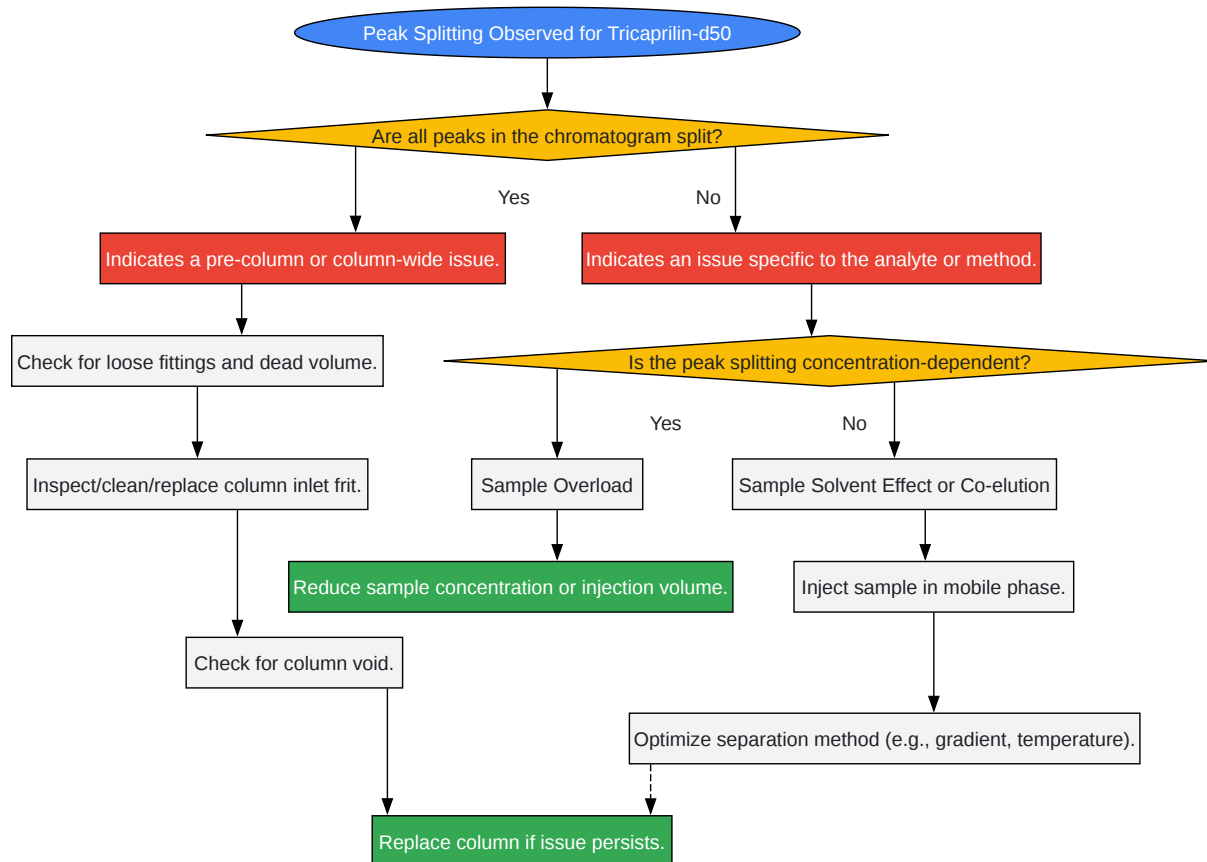 Peak Splitting Observed for Tricaprilin-d50
Are all peaks in the chromatogram split?
Yes
No
Indicates a pre-column or column-wide issue.
Indicates an issue specific to the analyte or method.
Check for loose fittings and dead volume.
Is the peak splitting concentration-dependent?
Yes
No
Inspect/clean/replace column inlet frit.
Sample Overload
Sample Solvent Effect or Co-elution
Reduce sample concentration or injection volume.
Inject sample in mobile phase.
Check for column void.
Optimize separation method (e.g., gradient, temperature).
Replace column if issue persists.